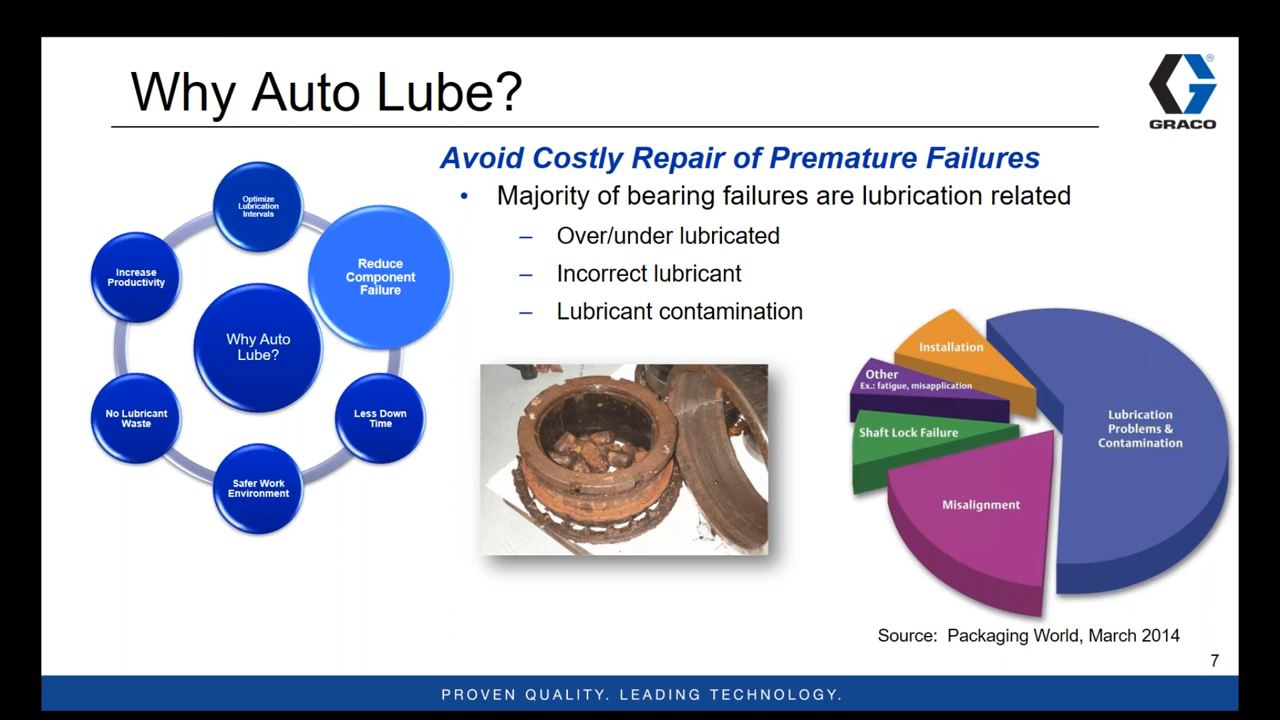 Why Auto Lube?
®
GRACO
Avoid Costly Repair of Premature Failures
• Majority of bearing failures are lubrication related
– Over/under lubricated
– Incorrect lubricant
– Lubricant contamination
Optimize
Lubrication
Intervals
Reduce
Component
Failure
Less Down
Time
Safer Work
Environment
No Lubricant
Waste
Increase
Productivity
Why Auto
Lube?
Installation
Other
Ex.: fatigue, misapplication
Shaft Lock Failure
Misalignment
Lubrication
Problems &
Contamination
Source: Packaging World, March 2014
7
PROVEN QUALITY. LEADING TECHNOLOGY.